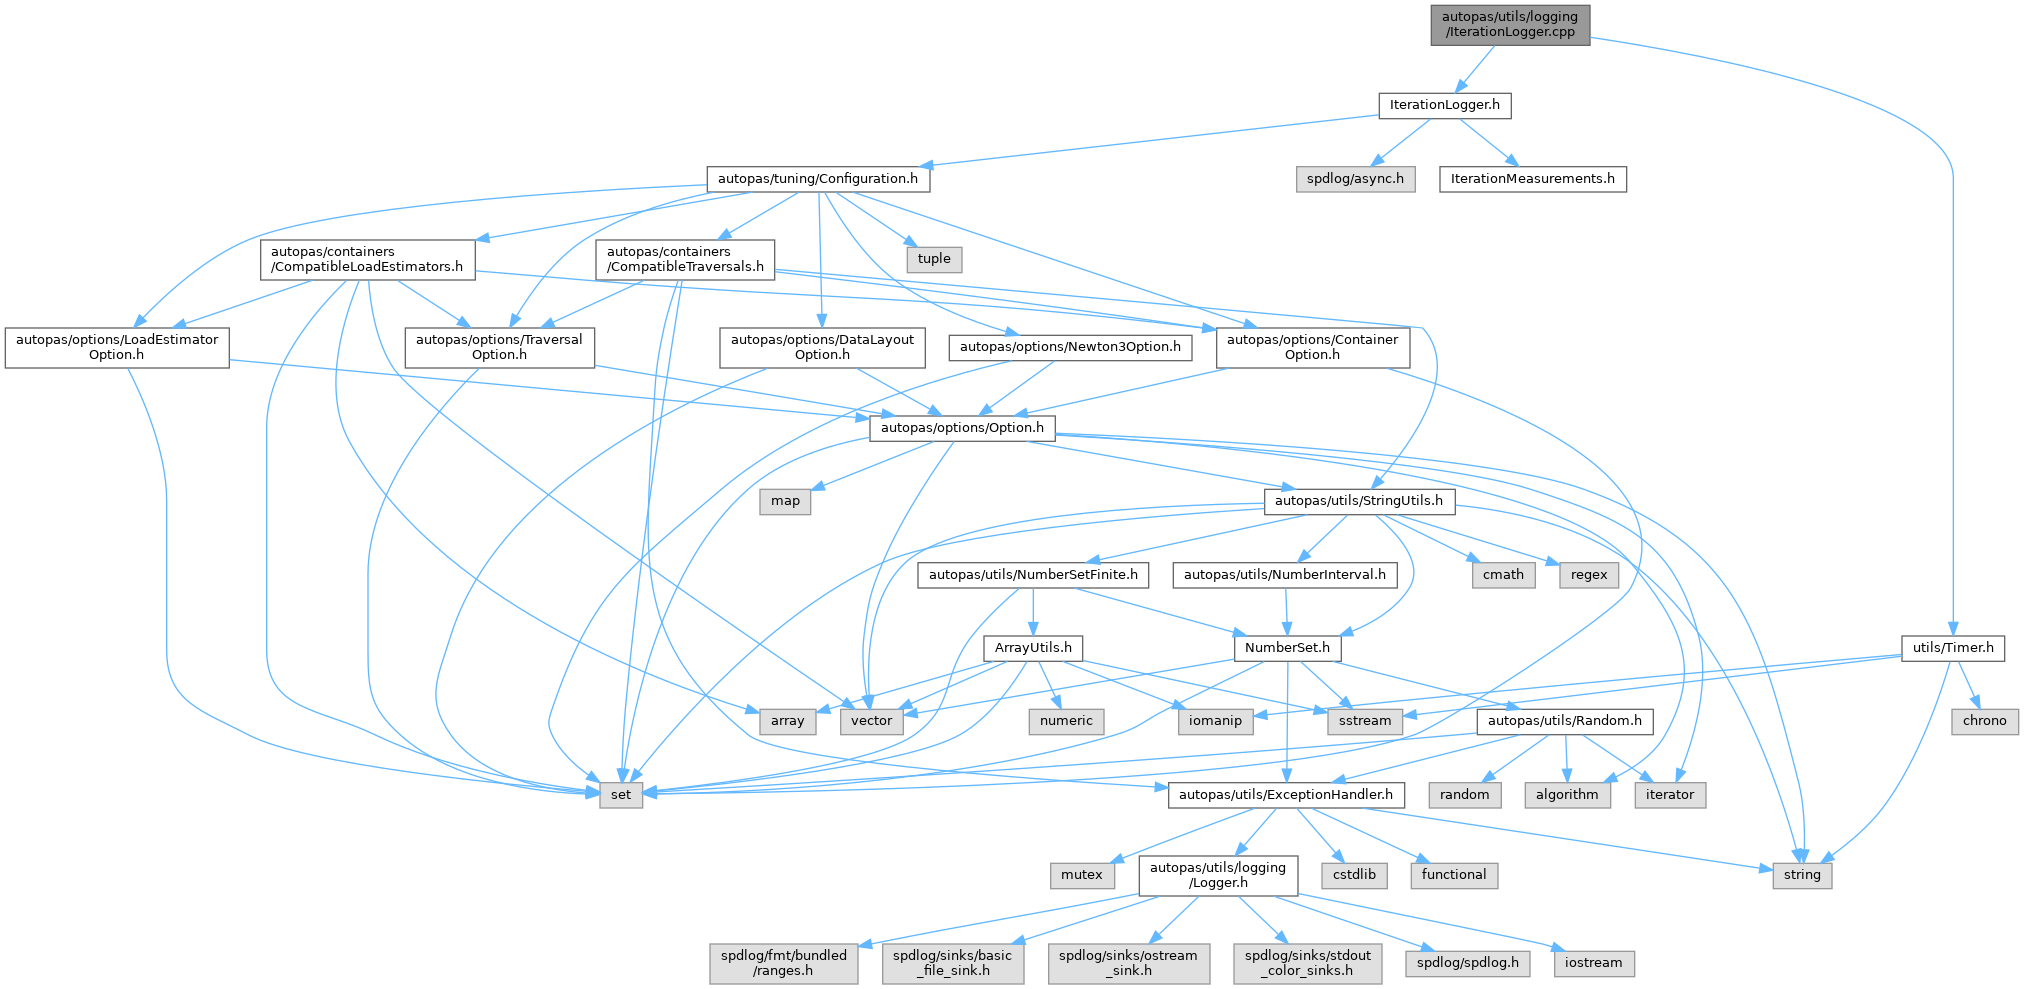 autopas/utils/logging
/IterationLogger.cpp
IterationLogger.h
autopas/tuning/Configuration.h
spdlog/async.h
IterationMeasurements.h
autopas/containers
/CompatibleLoadEstimators.h
autopas/containers
/CompatibleTraversals.h
tuple
autopas/options/LoadEstimator
Option.h
autopas/options/Traversal
Option.h
autopas/options/DataLayout
Option.h
autopas/options/Newton3Option.h
autopas/options/Container
Option.h
autopas/options/Option.h
map
autopas/utils/StringUtils.h
autopas/utils/NumberSetFinite.h
autopas/utils/NumberInterval.h
cmath
regex
ArrayUtils.h
NumberSet.h
utils/Timer.h
array
vector
numeric
iomanip
sstream
autopas/utils/Random.h
chrono
set
autopas/utils/ExceptionHandler.h
random
algorithm
iterator
mutex
autopas/utils/logging
/Logger.h
cstdlib
functional
string
spdlog/fmt/bundled
/ranges.h
spdlog/sinks/basic
_file_sink.h
spdlog/sinks/ostream
_sink.h
spdlog/sinks/stdout
_color_sinks.h
spdlog/spdlog.h
iostream